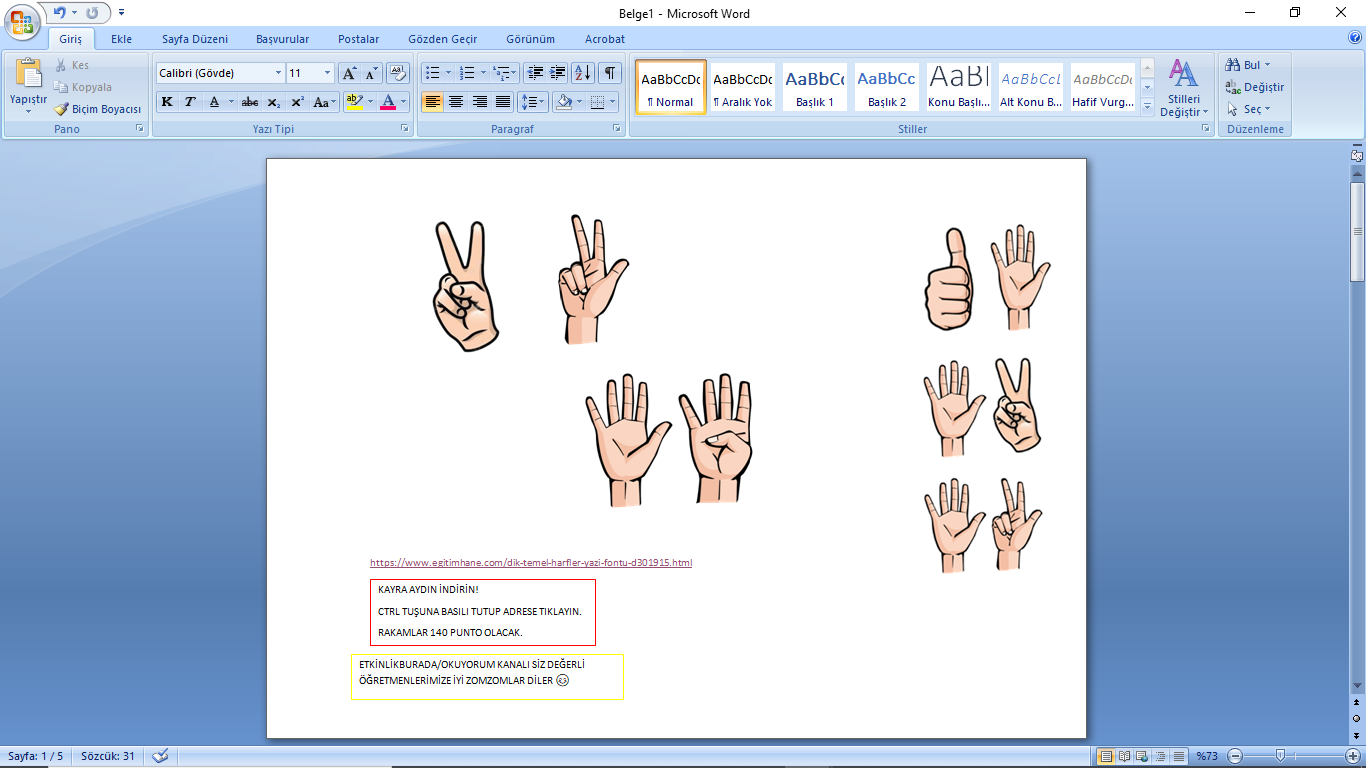 Belge1 - Microsoft Word
Giriş Ekle Sayfa Düzeni Başvurular Postalar Gözden Geçir Görünüm Acrobat
Yapıştır
Kes
Kopyala
Biçim Boyacısı
Pano
Calibri (Gövde) 11
K T A abc x₂ x² Aa
ab A
Yazı Tipi
Paragraf
AaBbCcDc AaBbCcDc AaBbCc AaBbCc AaBl AaBbCcL AaBbCcDc
¶ Normal ¶ Aralık Yok Başlık 1 Başlık 2 Konu Başlı... Alt Konu B... Hafif Vurg...
Stiller
Stilleri
Değiştir
Bul
Değiştir
Seç
Düzenleme
https://www.egitimhane.com/dik-temel-harfler-yazi-fontu-d301915.html
KAYRA AYDIN İNDİRİN!
CTRL TUŞUNA BASILI TUTUP ADRESE TIKLAYIN.
RAKAMLAR 140 PUNTO OLACAK.
ETKİNLİKBURADA/OKUYORUM KANALI SİZ DEĞERLİ
ÖĞRETMENLERİMİZE İYİ ZOMZOMLAR DİLER
Sayfa: 1 / 5 Sözcük: 31 %73